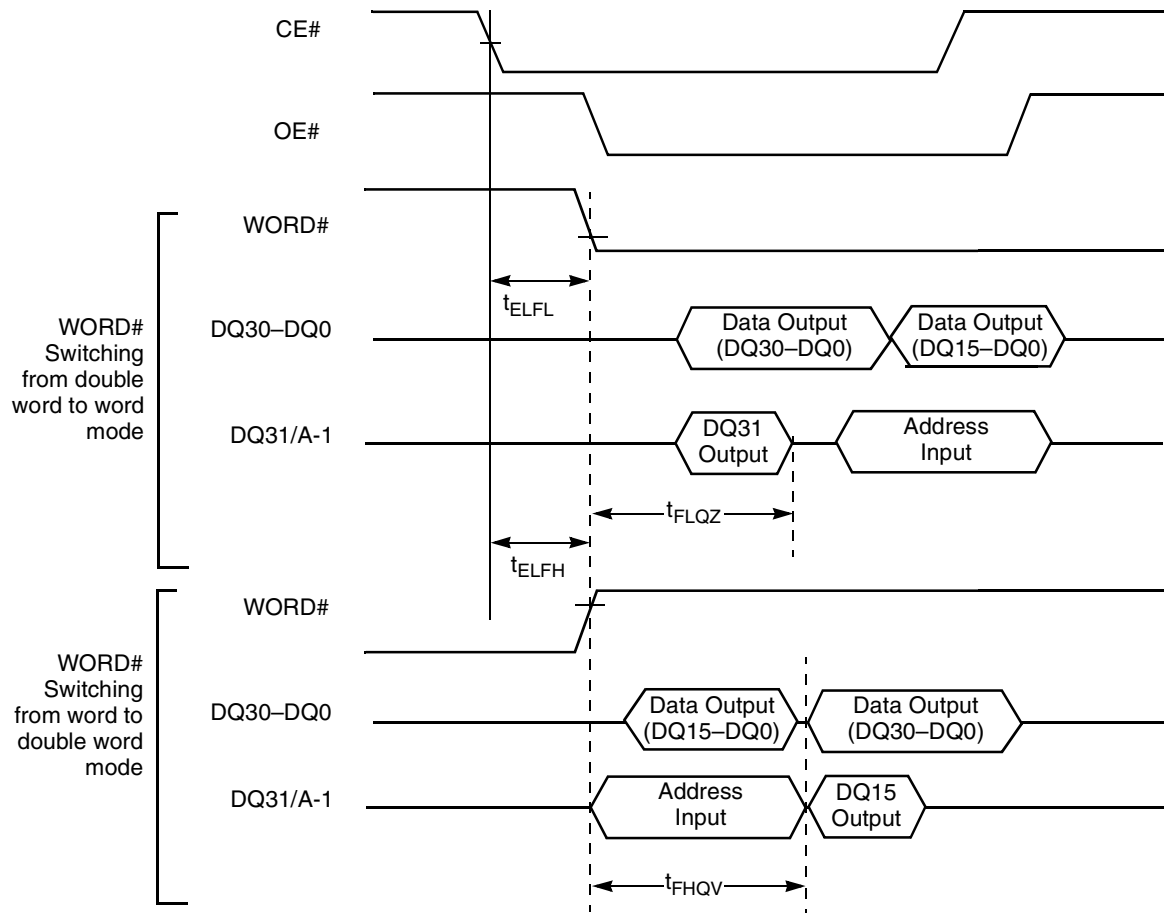 CE#
OE#
WORD#
tELFL
WORD#
Switching
from double
word to word
mode
DQ30–DQ0
Data Output
(DQ30–DQ0)
Data Output
(DQ15–DQ0)
DQ31/A-1
DQ31
Output
Address
Input
tFLQZ
tELFH
WORD#
WORD#
Switching
from word to
double word
mode
DQ30–DQ0
Data Output
(DQ15–DQ0)
Data Output
(DQ30–DQ0)
DQ31/A-1
Address
Input
DQ15
Output
tFHQV